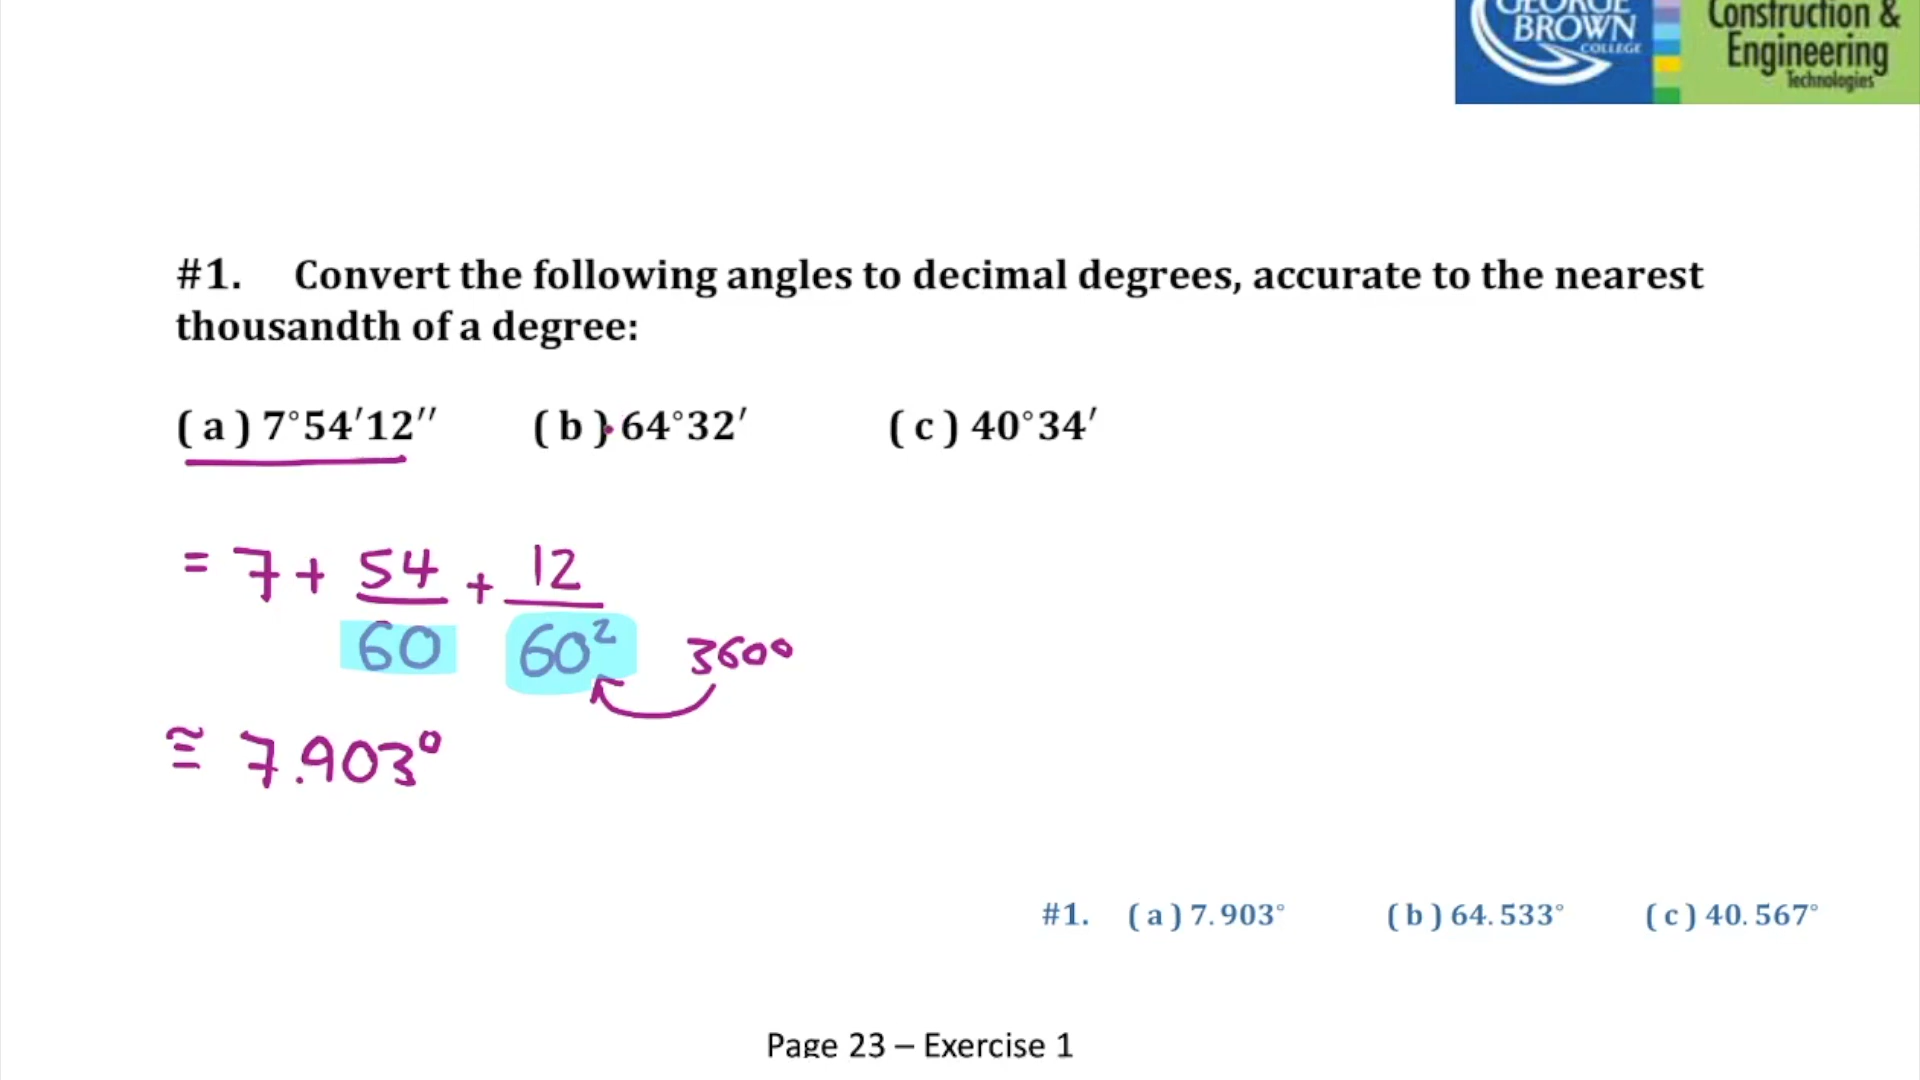 GEORGE
BROWN
COLLEGE
Construction &
Engineering
Technologies
#1. Convert the following angles to decimal degrees, accurate to the nearest
thousandth of a degree:
(a) 7°54′12′′ (b) 64°32′ (c) 40°34′
= 7 + 54/60 + 12/60² 3600
≅ 7.903°
#1. (a) 7.903° (b) 64.533° (c) 40.567°
Page 23 – Exercise 1